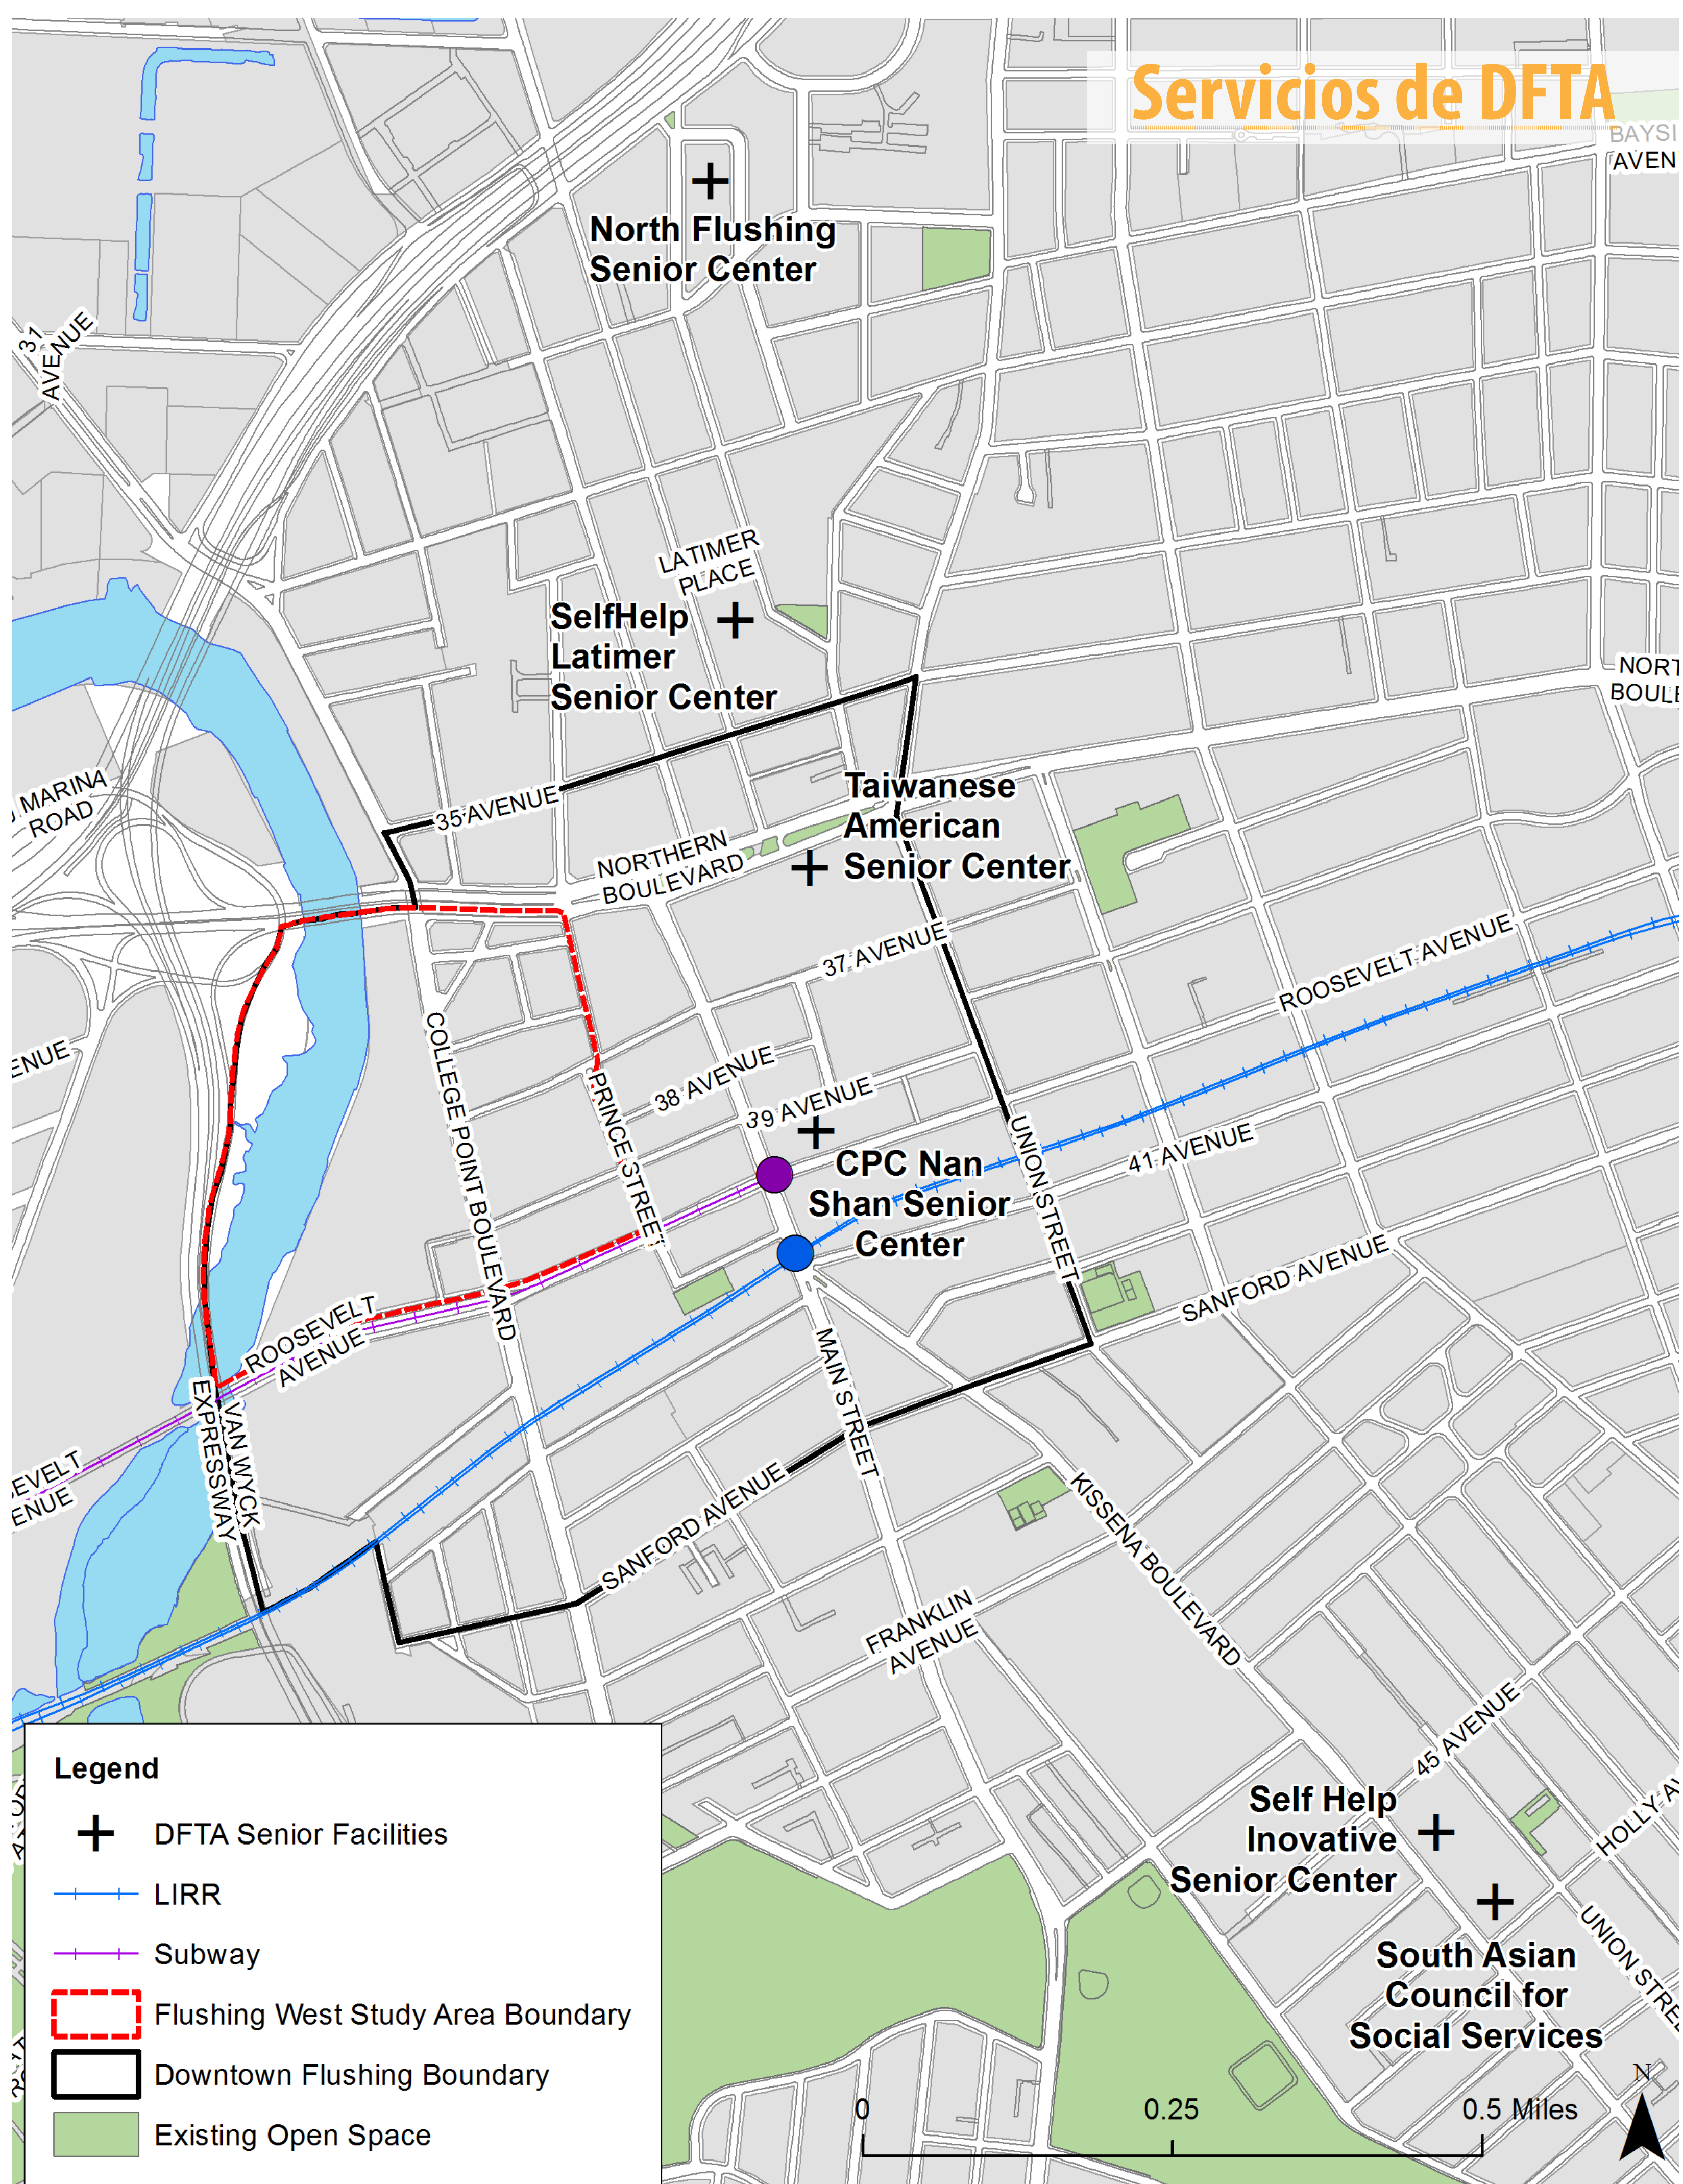 Servicios de DFTA
BAYSI
AVEN
North Flushing
Senior Center
31
AVENUE
LATIMER
PLACE
SelfHelp
Latimer
Senior Center
NORT
BOULE
MARINA
ROAD
35 AVENUE
Taiwanese
American
Senior Center
NORTHERN
BOULEVARD
37 AVENUE
ROOSEVELT AVENUE
ENUE
COLLEGE POINT BOULEVARD
38 AVENUE
PRINCE STREET
39 AVENUE
UNION STREET
41 AVENUE
CPC Nan
Shan Senior
Center
SANFORD AVENUE
ROOSEVELT
AVENUE
MAIN STREET
VAN WYCK
EXPRESSWAY
EVELT
ENUE
SANFORD AVENUE
KISSENA BOULEVARD
FRANKLIN
AVENUE
45 AVENUE
HOLLY AV
Self Help
Inovative
Senior Center
UNION STREE
South Asian
Council for
Social Services
Legend
DFTA Senior Facilities
LIRR
Subway
Flushing West Study Area Boundary
Downtown Flushing Boundary
Existing Open Space
0
0.25
0.5 Miles
N